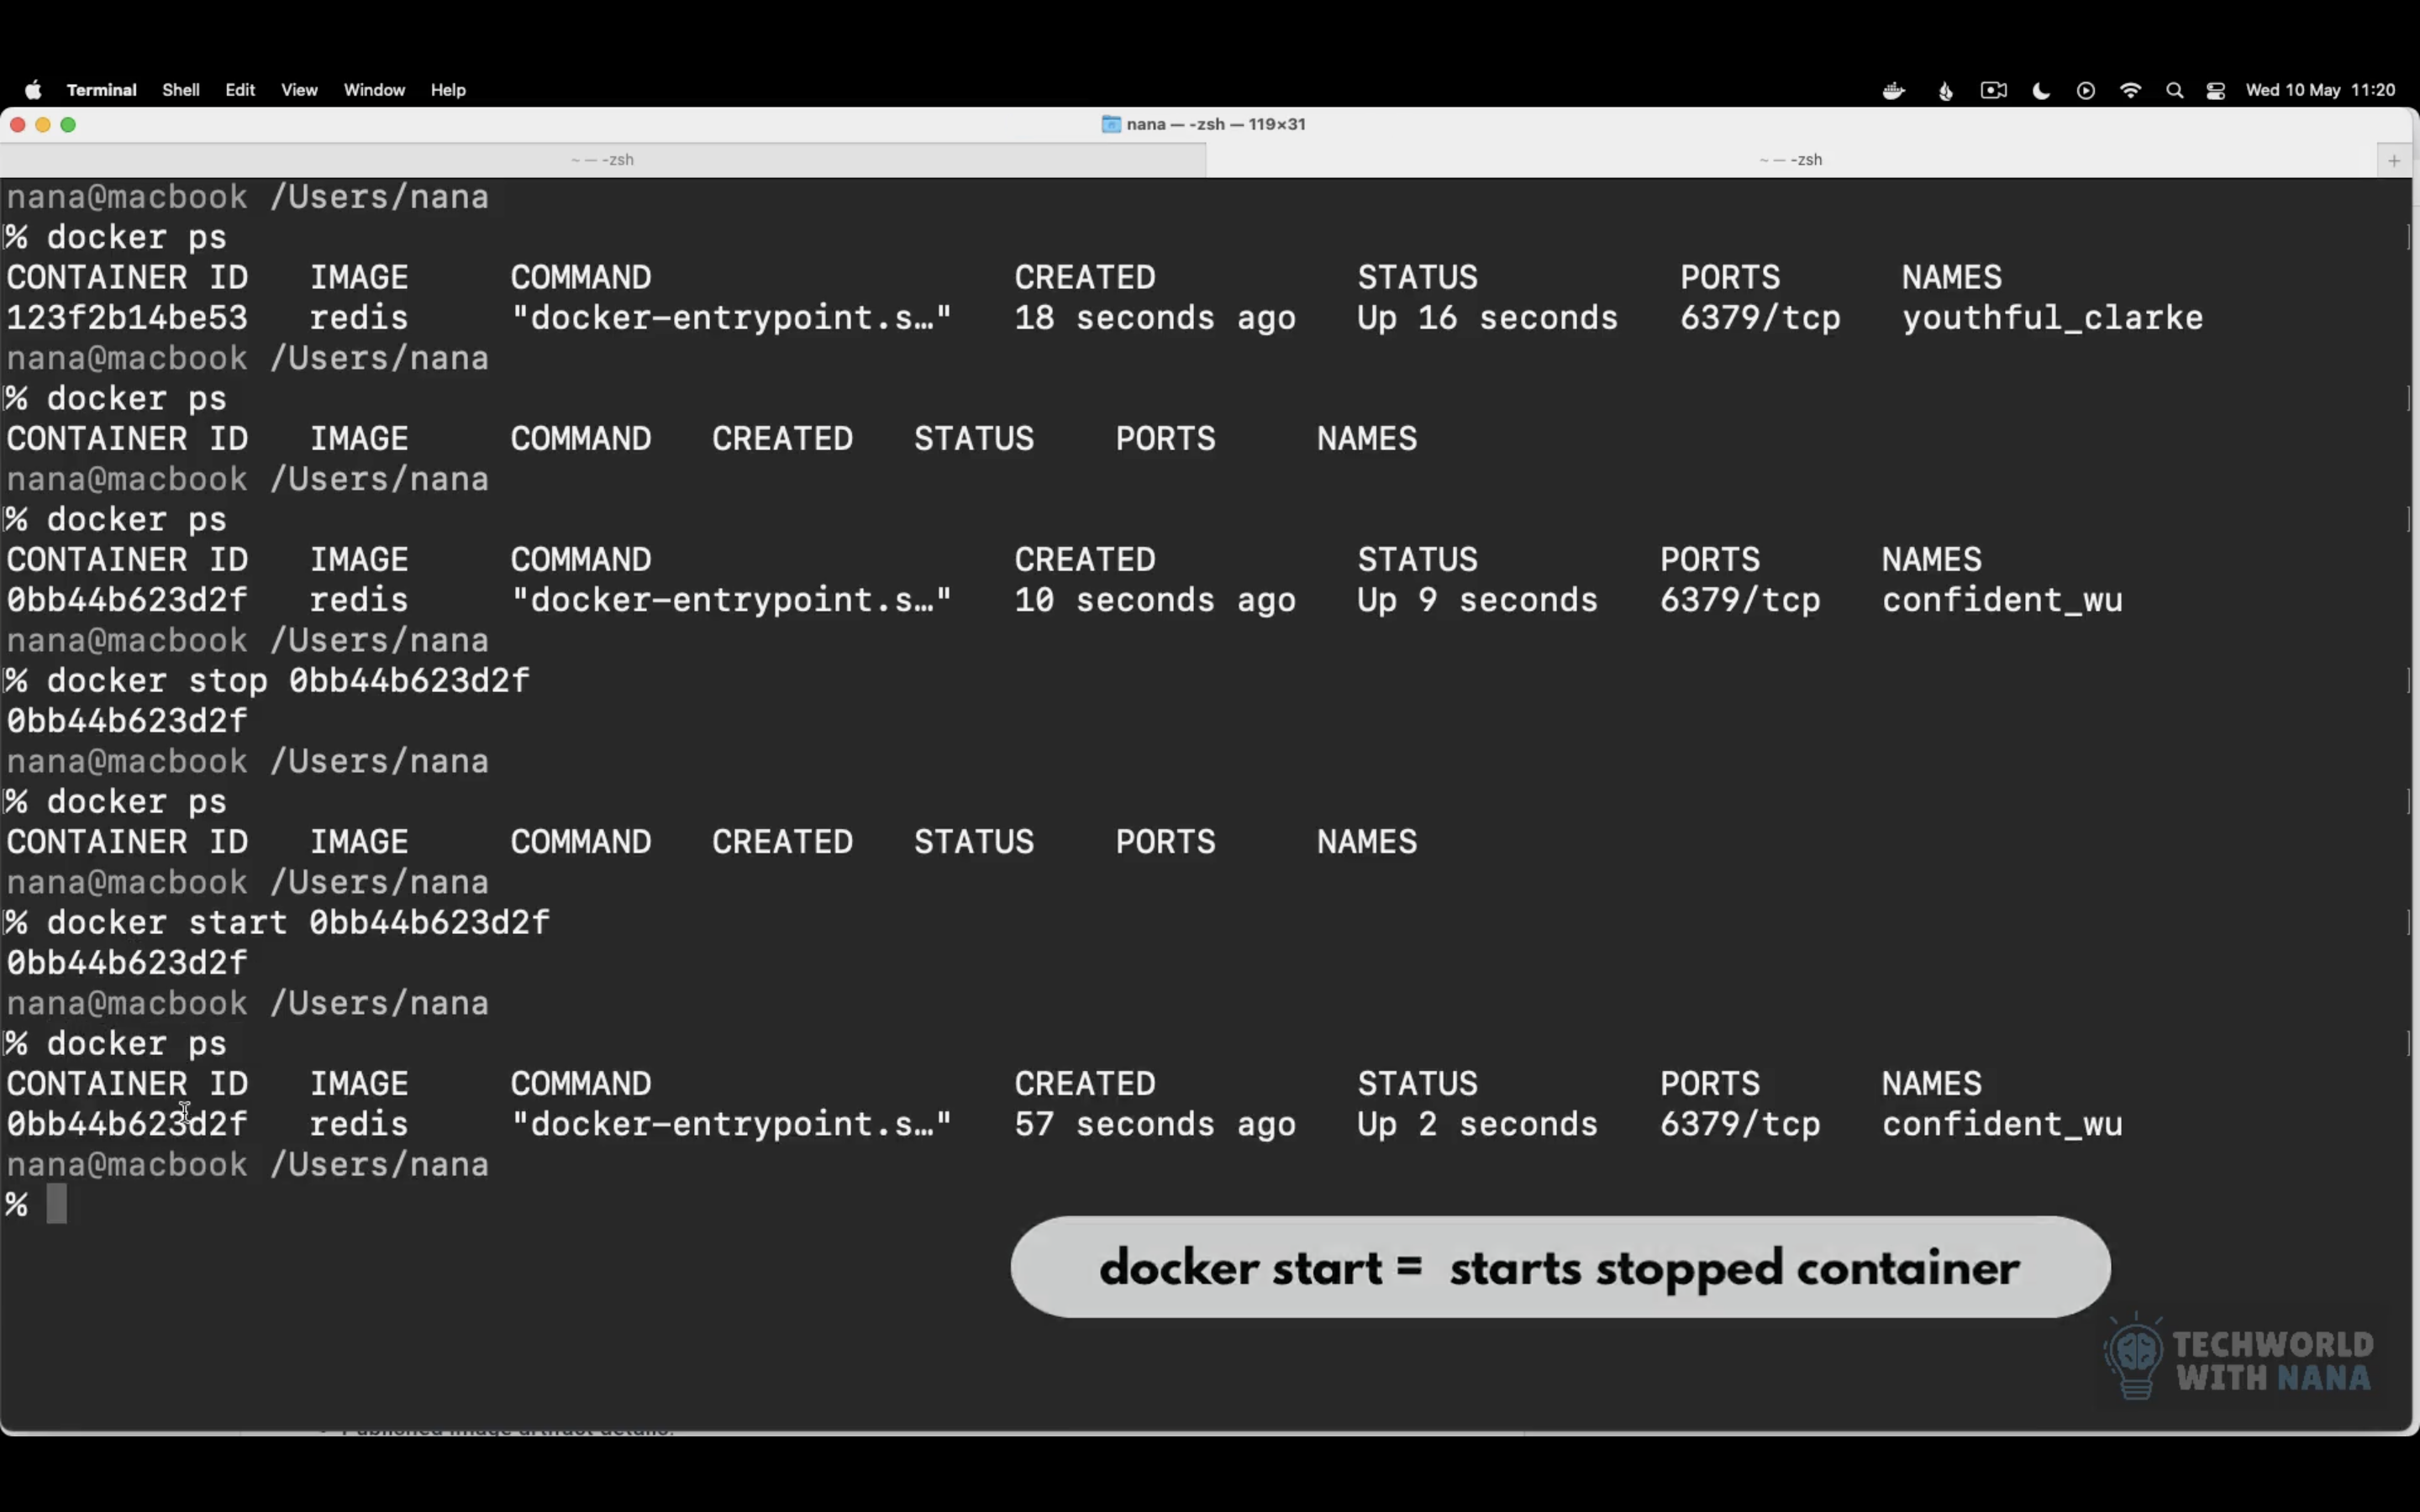 Terminal Shell Edit View Window Help Wed 10 May 11:20
nana — -zsh — 119×31
~ — -zsh ~ — -zsh +
nana@macbook /Users/nana
% docker ps
CONTAINER ID IMAGE COMMAND CREATED STATUS PORTS NAMES
123f2b14be53 redis "docker-entrypoint.s…" 18 seconds ago Up 16 seconds 6379/tcp youthful_clarke
nana@macbook /Users/nana
% docker ps
CONTAINER ID IMAGE COMMAND CREATED STATUS PORTS NAMES
nana@macbook /Users/nana
% docker ps
CONTAINER ID IMAGE COMMAND CREATED STATUS PORTS NAMES
0bb44b623d2f redis "docker-entrypoint.s…" 10 seconds ago Up 9 seconds 6379/tcp confident_wu
nana@macbook /Users/nana
% docker stop 0bb44b623d2f
0bb44b623d2f
nana@macbook /Users/nana
% docker ps
CONTAINER ID IMAGE COMMAND CREATED STATUS PORTS NAMES
nana@macbook /Users/nana
% docker start 0bb44b623d2f
0bb44b623d2f
nana@macbook /Users/nana
% docker ps
CONTAINER ID IMAGE COMMAND CREATED STATUS PORTS NAMES
0bb44b623d2f redis "docker-entrypoint.s…" 57 seconds ago Up 2 seconds 6379/tcp confident_wu
nana@macbook /Users/nana
%
docker start = starts stopped container
TECHWORLD
WITH NANA